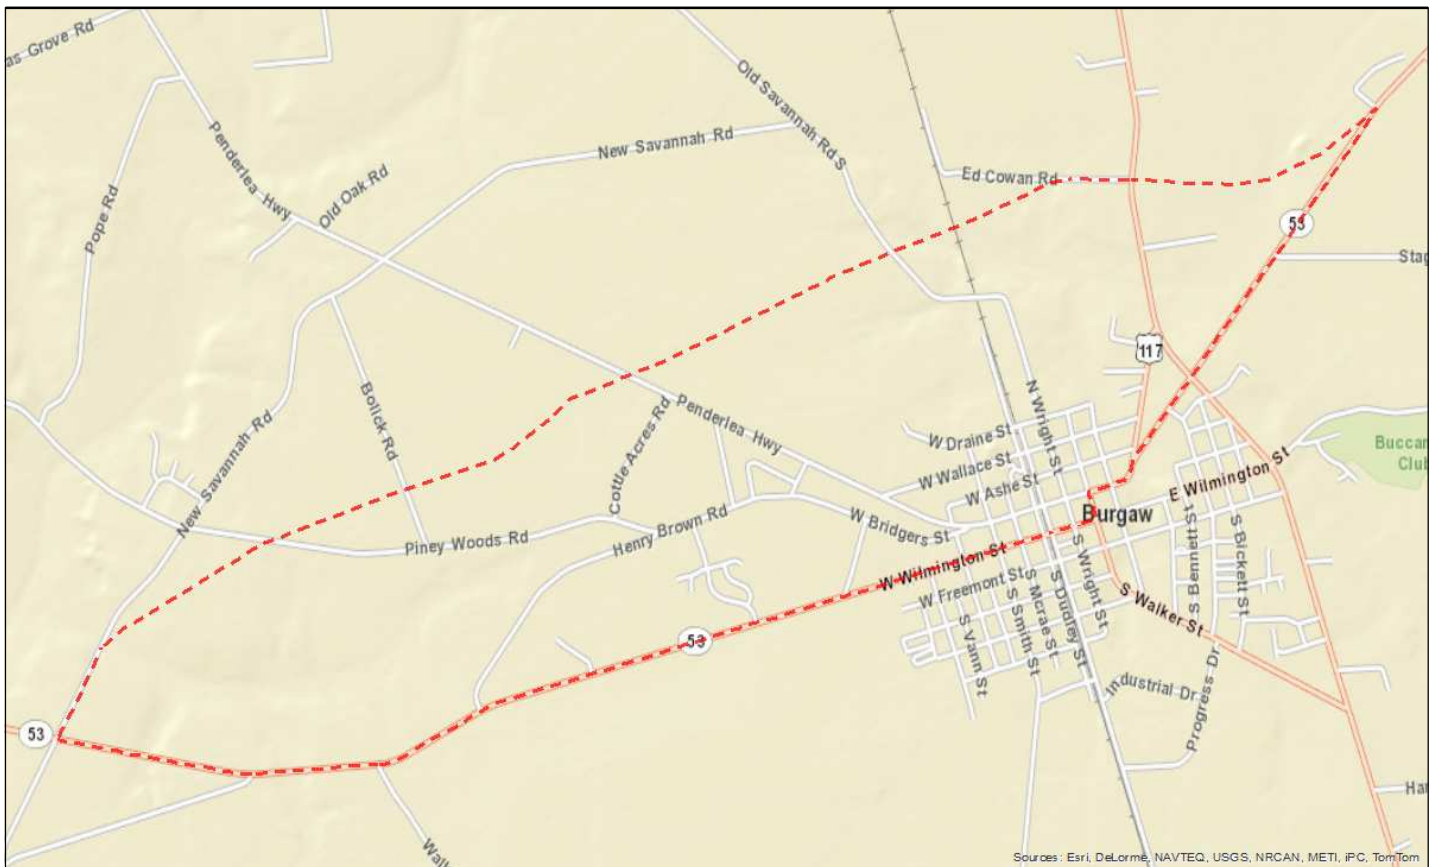 as Grove Rd
Penderlea Hwy
Old Oak Rd
Pope Rd
New Savannah Rd
Old Savannah Rd S
Ed Cowan Rd
53
Stag
117
Bolick Rd
New Savannah Rd
Cottle Acres Rd
Penderlea Hwy
N Wright St
W Draine St
W Wallace St
W Ashe St
E Wilmington St
Buccan
Club
Burgaw
Piney Woods Rd
Henry Brown Rd
W Bridgers St
W Wilmington St
W Freemont St
S Vann St
S Smith St
S Mcrae St
S Dudley St
S Wright St
S Walker St
S Bennett St
S Bickett St
53
Industrial Dr
Progress Dr
53
Walk
Har
Sources: Esri, DeLorme, NAVTEQ, USGS, NRCAN, METI, iPC, TomTom